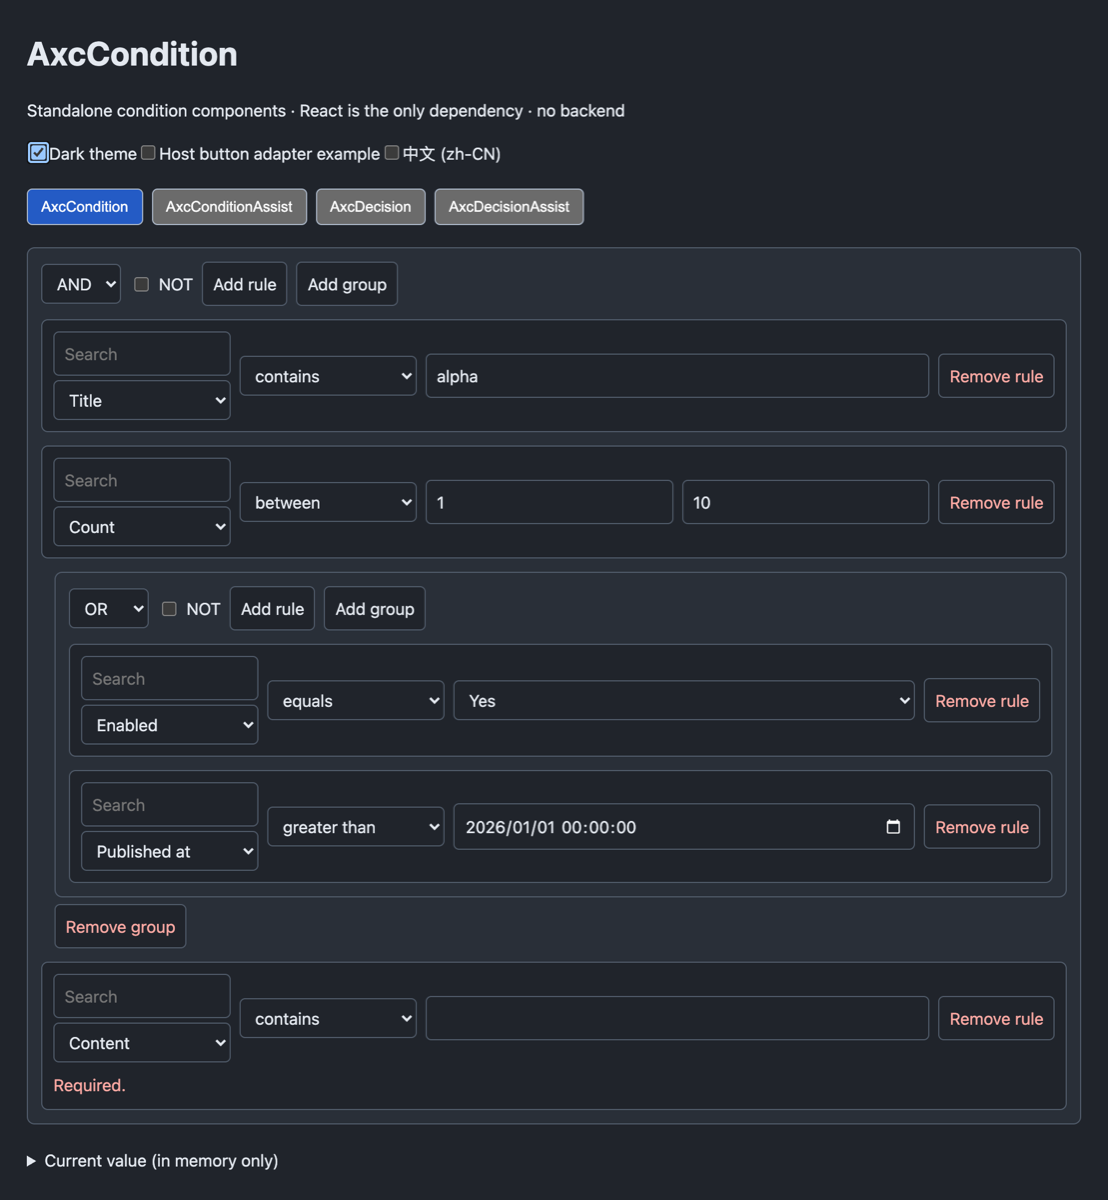 AxcCondition
Standalone condition components · React is the only dependency · no backend
Dark theme Host button adapter example 中文 (zh-CN)
AxcCondition AxcConditionAssist AxcDecision AxcDecisionAssist
AND NOT Add rule Add group
Search
Title contains alpha Remove rule
Search
Count between 1 10 Remove rule
OR NOT Add rule Add group
Search
Enabled equals Yes Remove rule
Search
Published at greater than 2026/01/01 00:00:00 Remove rule
Remove group
Search
Content contains Remove rule
Required.
Current value (in memory only)